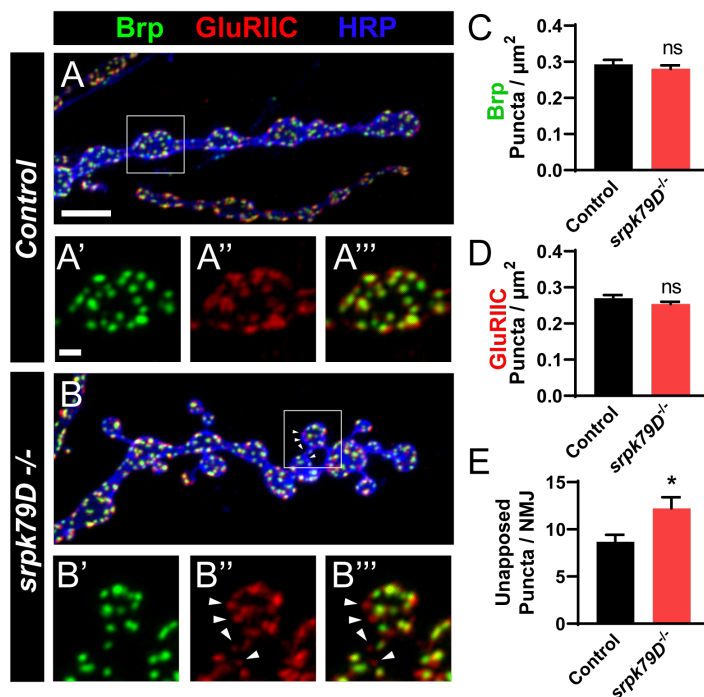 Brp GluRIIC HRP
Control
A
A' A'' A'''
srpk79D -/-
B
B' B'' B'''
C
Brp
Puncta / µm²
0.4
0.3
0.2
0.1
0.0
ns
Control
srpk79D-/-
D
GluRIIC
Puncta / µm²
0.4
0.3
0.2
0.1
0.0
ns
Control
srpk79D-/-
E
Unapposed
Puncta / NMJ
15
10
5
0
*
Control
srpk79D-/-